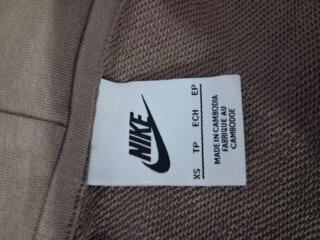 NIKE
XS TP ECH EP
MADE IN CAMBODIA
FABRIQUÉ AU
CAMBODGE